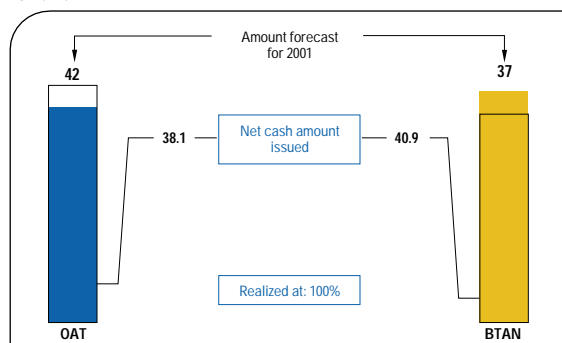 Amount forecast
for 2001
42
37
38.1
Net cash amount
issued
40.9
Realized at: 100%
OAT
BTAN